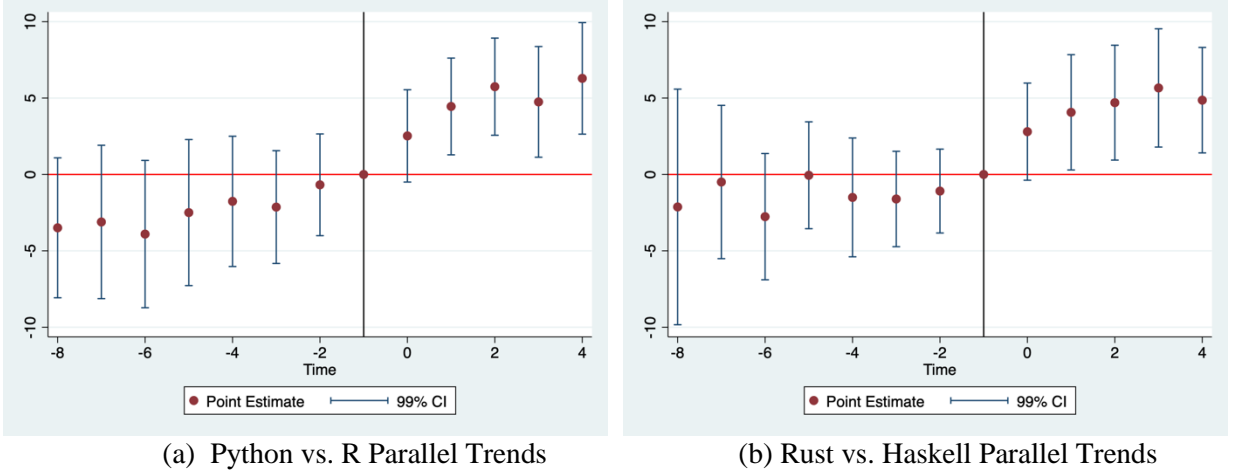 10
5
0
-5
-10
-8 -6 -4 -2 0 2 4
Time
Point Estimate 99% CI
(a) Python vs. R Parallel Trends
10
5
0
-5
-10
-8 -6 -4 -2 0 2 4
Time
Point Estimate 99% CI
(b) Rust vs. Haskell Parallel Trends